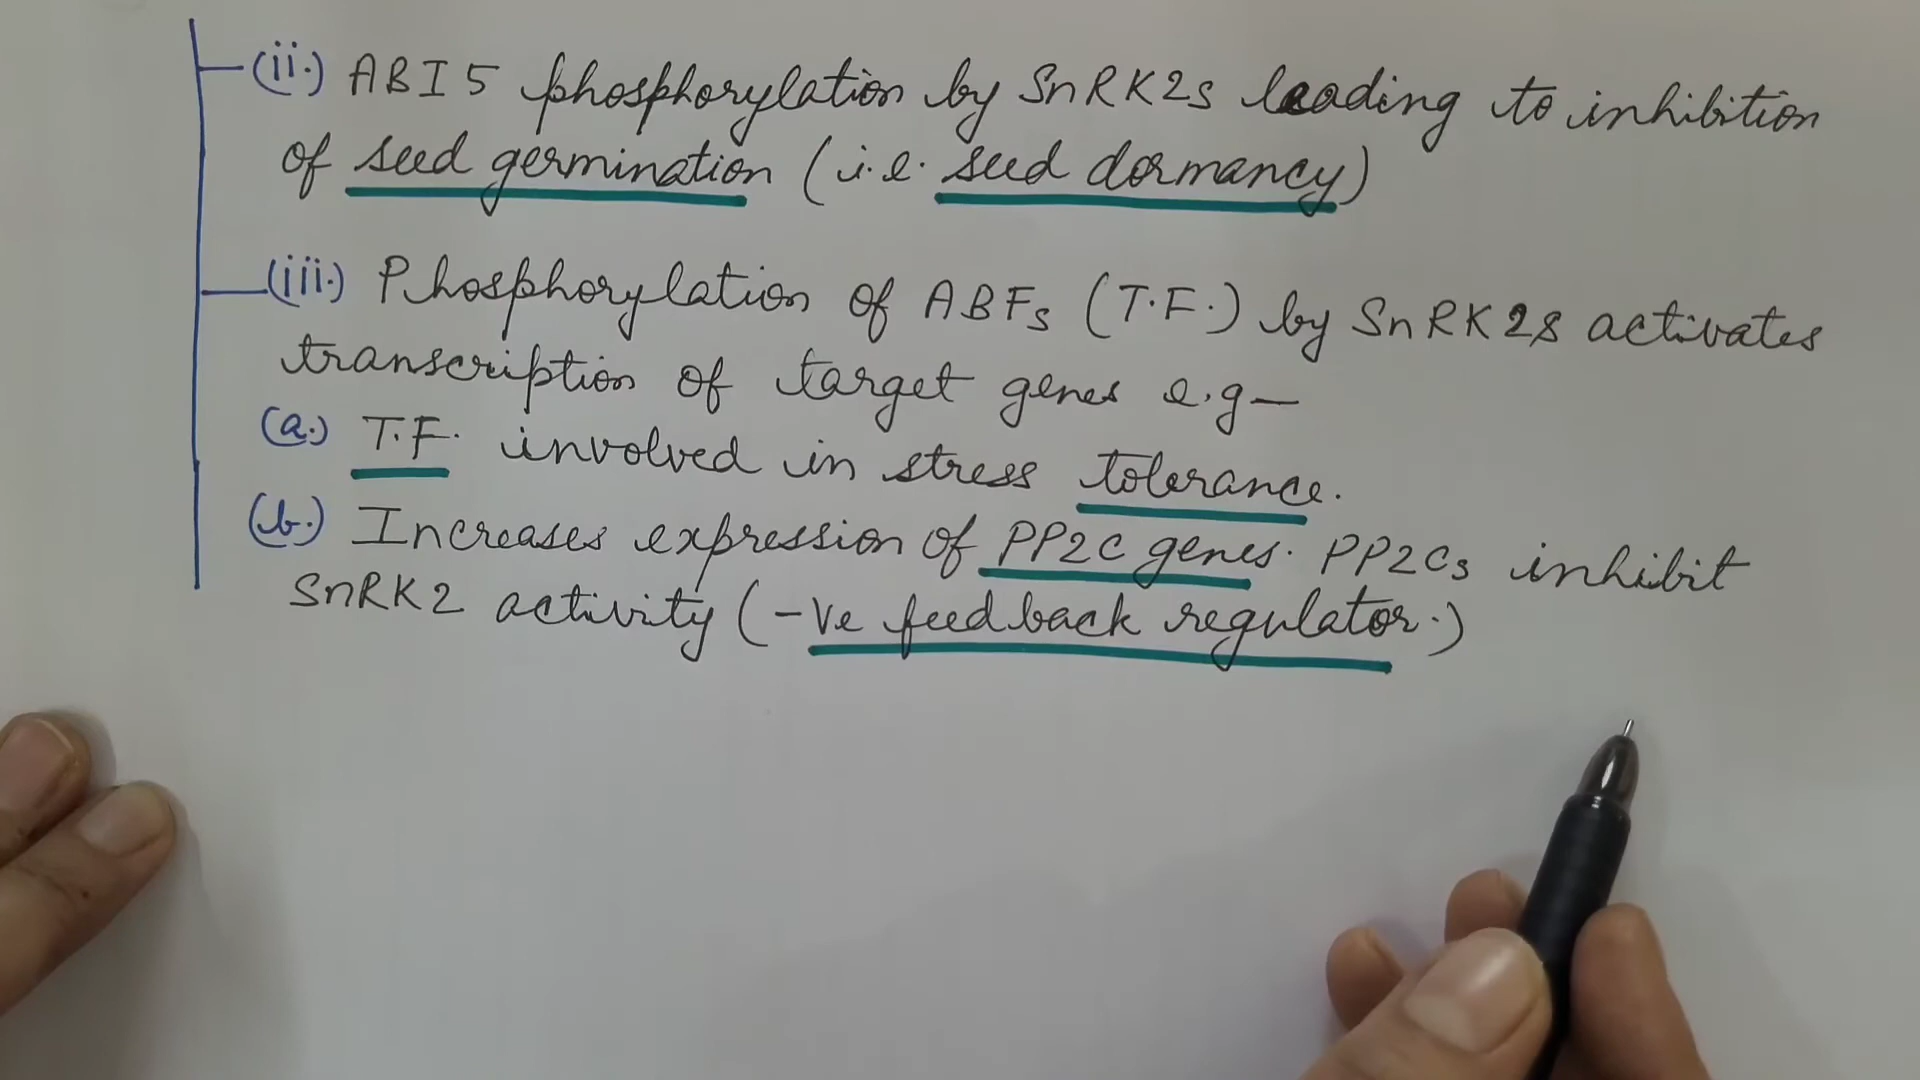 (ii.) ABI5 phosphorylation by SnRK2s leading to inhibition
of seed germination (i.e. seed dormancy)
(iii.) Phosphorylation of ABFs (T.F.) by SnRK2s activates
transcription of target genes e.g—
(a.) T.F. involved in stress tolerance.
(b.) Increases expression of PP2C genes. PP2Cs inhibit
SnRK2 activity (-ve feedback regulator.)